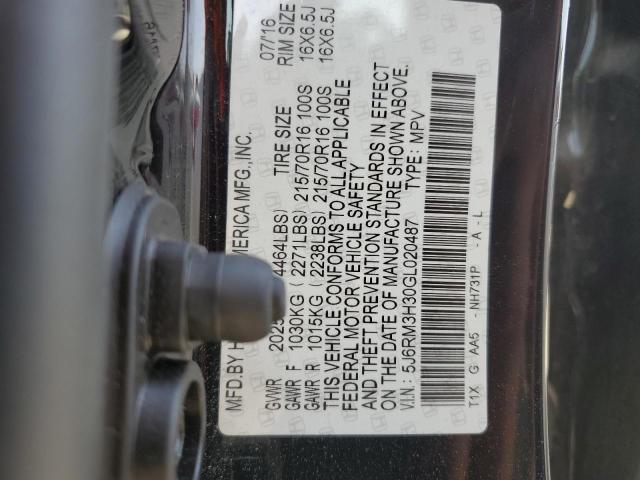 MFD.BY H AMERICA MFG.,INC. 07/16
GVWR 2025 4464LBS) TIRE SIZE RIM SIZE
GAWR F 1030KG (2271LBS) 215/70R16 100S 16X6.5J
GAWR R 1015KG (2238LBS) 215/70R16 100S 16X6.5J
THIS VEHICLE CONFORMS TO ALL APPLICABLE
FEDERAL MOTOR VEHICLE SAFETY
AND THEFT PREVENTION STANDARDS IN EFFECT
ON THE DATE OF MANUFACTURE SHOWN ABOVE.
V.I.N.: 5J6RM3H30GL020487 TYPE: MPV
T1X G AA5 -NH731P -A-L